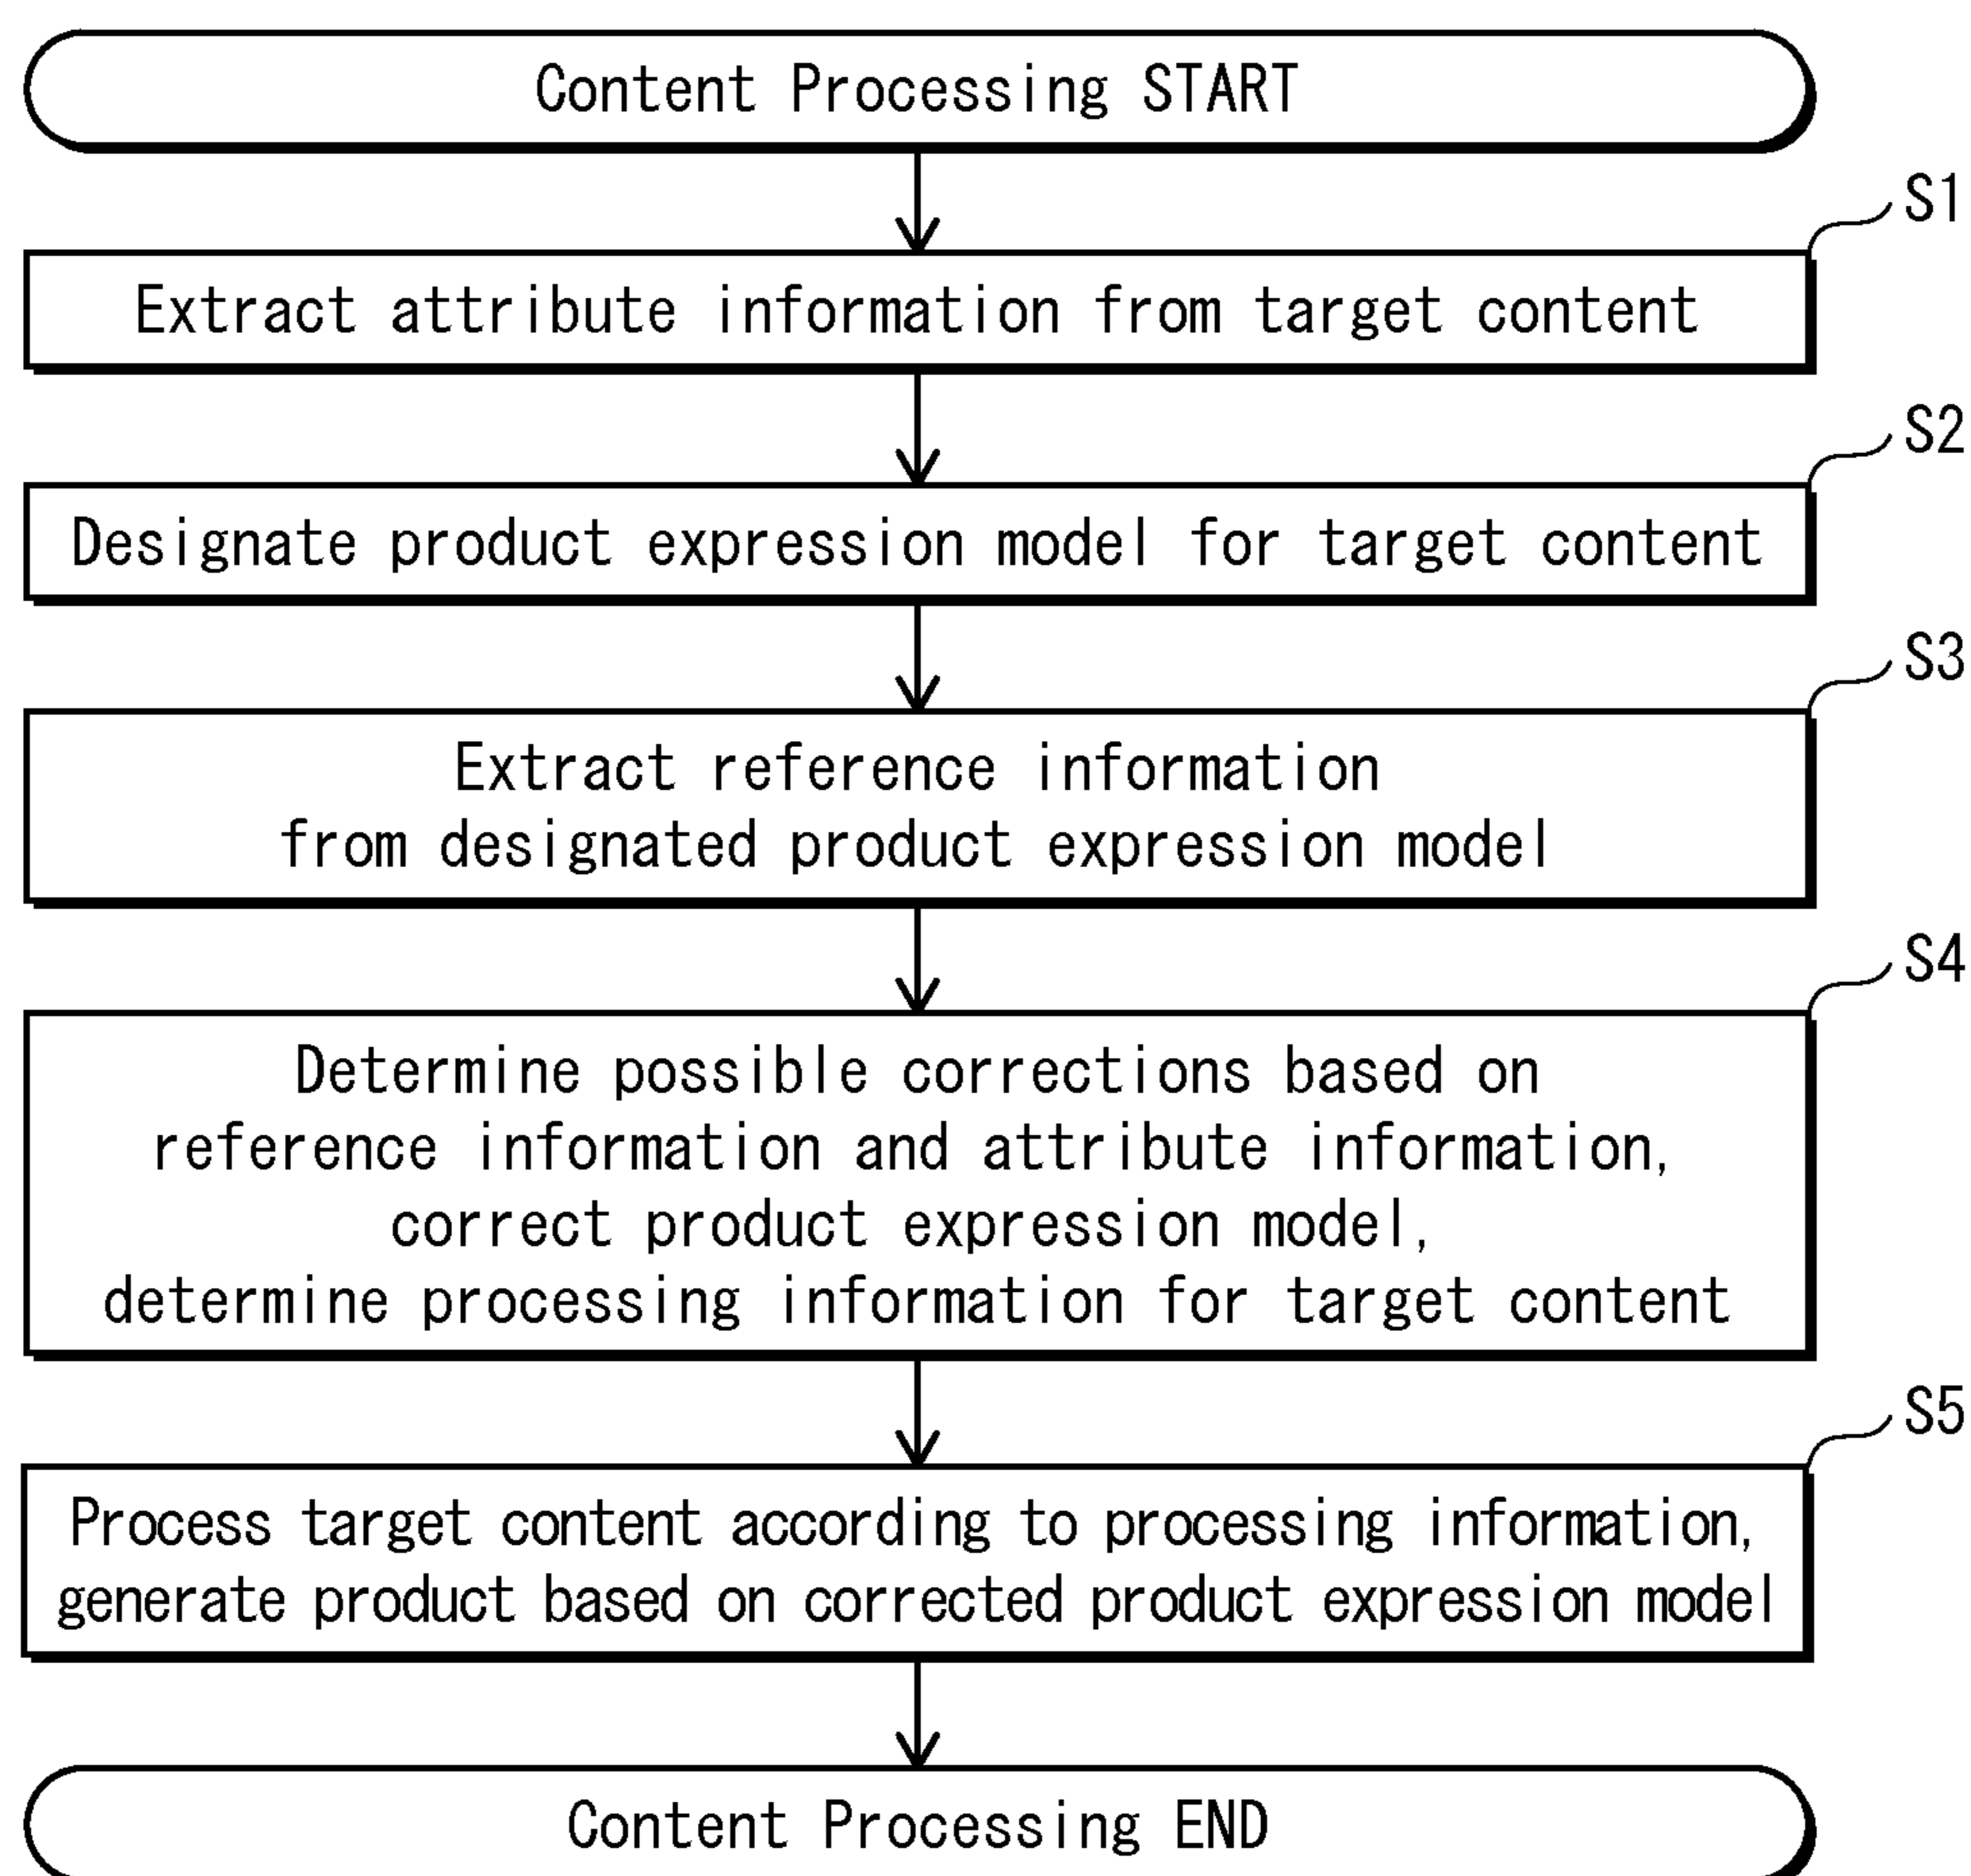 Content Processing START
S1
Extract attribute information from target content
S2
Designate product expression model for target content
S3
Extract reference information
from designated product expression model
S4
Determine possible corrections based on
reference information and attribute information,
correct product expression model,
determine processing information for target content
S5
Process target content according to processing information,
generate product based on corrected product expression model
Content Processing END